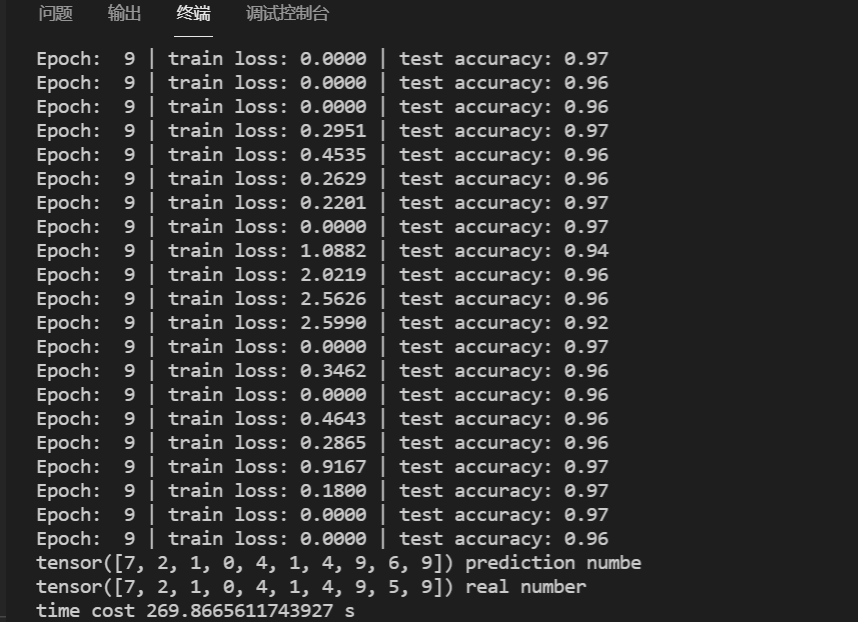 问题 输出 终端 调试控制台
Epoch:  9 | train loss: 0.0000 | test accuracy: 0.97
Epoch:  9 | train loss: 0.0000 | test accuracy: 0.96
Epoch:  9 | train loss: 0.0000 | test accuracy: 0.96
Epoch:  9 | train loss: 0.2951 | test accuracy: 0.97
Epoch:  9 | train loss: 0.4535 | test accuracy: 0.96
Epoch:  9 | train loss: 0.2629 | test accuracy: 0.96
Epoch:  9 | train loss: 0.2201 | test accuracy: 0.97
Epoch:  9 | train loss: 0.0000 | test accuracy: 0.97
Epoch:  9 | train loss: 1.0882 | test accuracy: 0.94
Epoch:  9 | train loss: 2.0219 | test accuracy: 0.96
Epoch:  9 | train loss: 2.5626 | test accuracy: 0.96
Epoch:  9 | train loss: 2.5990 | test accuracy: 0.92
Epoch:  9 | train loss: 0.0000 | test accuracy: 0.97
Epoch:  9 | train loss: 0.3462 | test accuracy: 0.96
Epoch:  9 | train loss: 0.0000 | test accuracy: 0.96
Epoch:  9 | train loss: 0.4643 | test accuracy: 0.96
Epoch:  9 | train loss: 0.2865 | test accuracy: 0.96
Epoch:  9 | train loss: 0.9167 | test accuracy: 0.97
Epoch:  9 | train loss: 0.1800 | test accuracy: 0.97
Epoch:  9 | train loss: 0.0000 | test accuracy: 0.97
Epoch:  9 | train loss: 0.0000 | test accuracy: 0.96
tensor([7, 2, 1, 0, 4, 1, 4, 9, 6, 9]) prediction numbe
tensor([7, 2, 1, 0, 4, 1, 4, 9, 5, 9]) real number
time cost 269.8665611743927 s